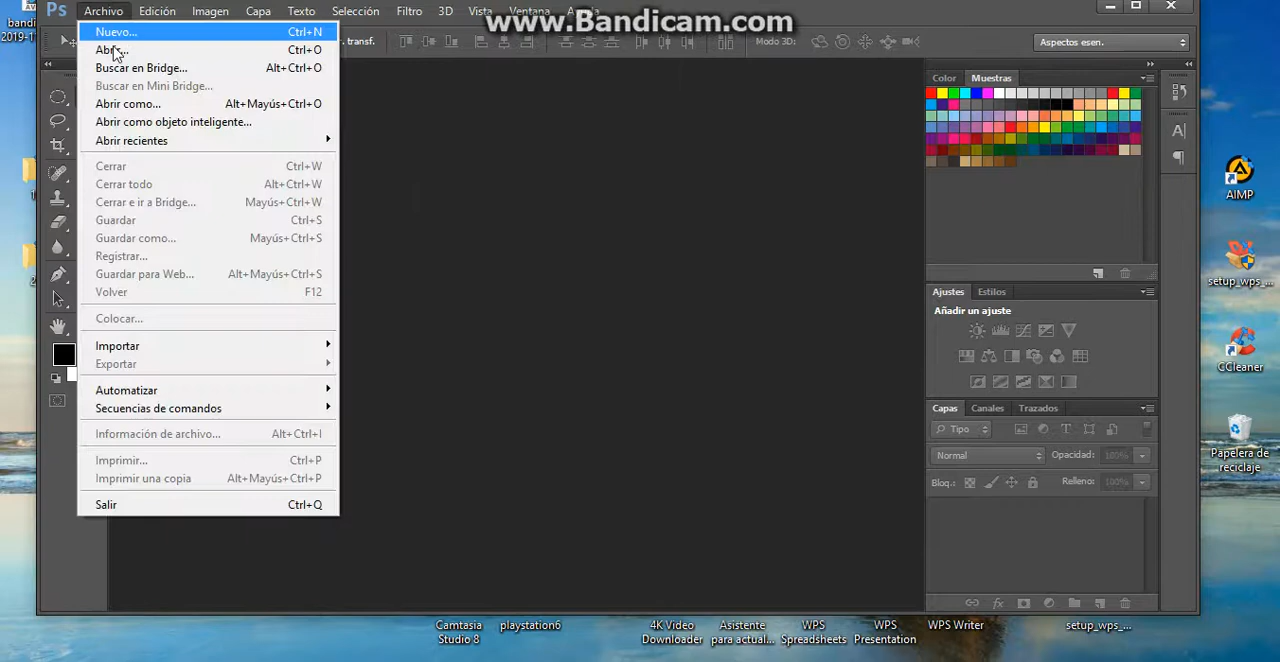 www.Bandicam.com
Ps Archivo Edición Imagen Capa Texto Selección Filtro 3D Vista Ventana
. transf. Modo 3D: Aspectos esen.
Nuevo... Ctrl+N
Ctrl+O
Buscar en Bridge... Alt+Ctrl+O
Buscar en Mini Bridge...
Abrir como... Alt+Mayús+Ctrl+O
Abrir como objeto inteligente...
Abrir recientes
Cerrar Ctrl+W
Cerrar todo Alt+Ctrl+W
Cerrar e ir a Bridge... Mayús+Ctrl+W
Guardar Ctrl+S
Guardar como... Mayús+Ctrl+S
Registrar...
Guardar para Web... Alt+Mayús+Ctrl+S
Volver F12
Colocar...
Importar
Exportar
Automatizar
Secuencias de comandos
Información de archivo... Alt+Ctrl+I
Imprimir... Ctrl+P
Imprimir una copia Alt+Mayús+Ctrl+P
Salir Ctrl+Q
Color Muestras
Ajustes Estilos
Añadir un ajuste
Capas Canales Trazados
Tipo
Normal Opacidad: 100%
Bloq.: Relleno: 100%
AIMP
setup_wps_...
CCleaner
Papelera de
reciclaje
bandi
2019-1
Camtasia
Studio 8
playstation6
4K Video
Downloader
Asistente
para actual...
WPS
Spreadsheets
WPS
Presentation
WPS Writer
setup_wps_...